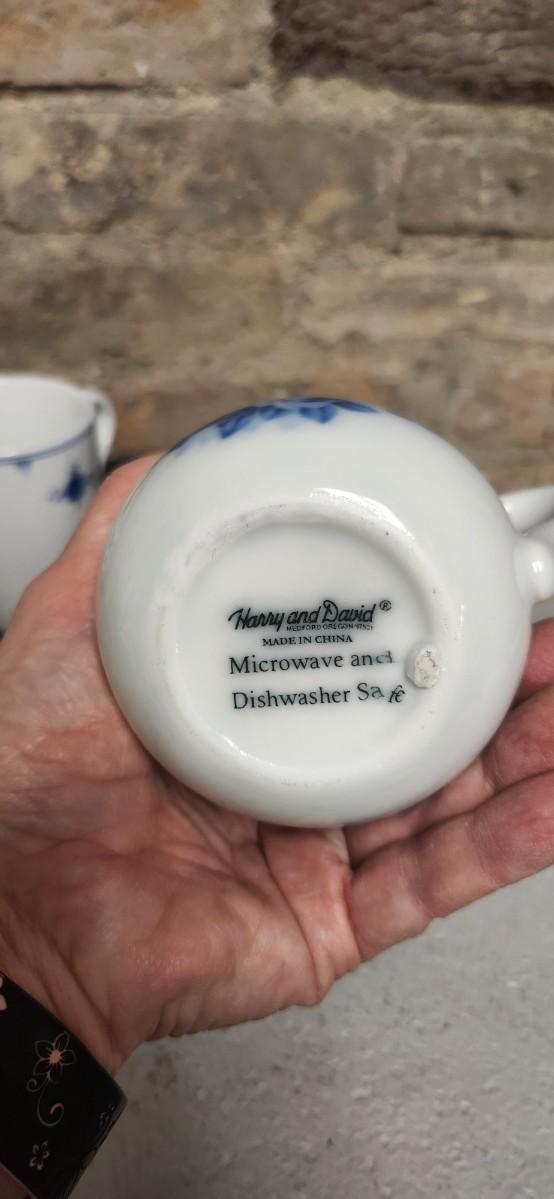 Harry and David®
MEDFORD OREGON 97501
MADE IN CHINA
Microwave and
Dishwasher Safe